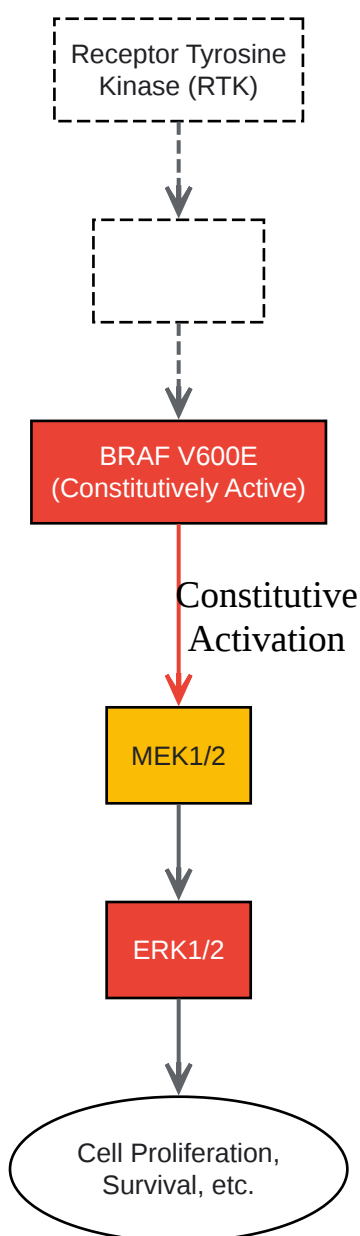 Receptor Tyrosine
Kinase (RTK)
BRAF V600E
(Constitutively Active)
Constitutive
Activation
MEK1/2
ERK1/2
Cell Proliferation,
Survival, etc.